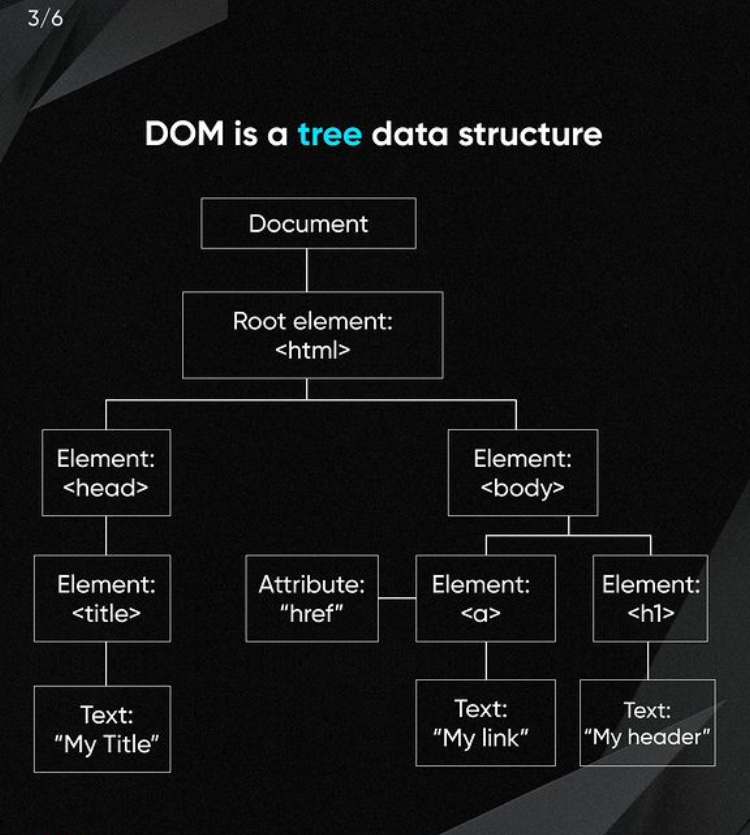 3/6
DOM is a tree data structure
Document
Root element:
<html>
Element:
<head>
Element:
<body>
Element:
<title>
Attribute:
“href”
Element:
<a>
Element:
<h1>
Text:
“My Title”
Text:
“My link”
Text:
“My header”